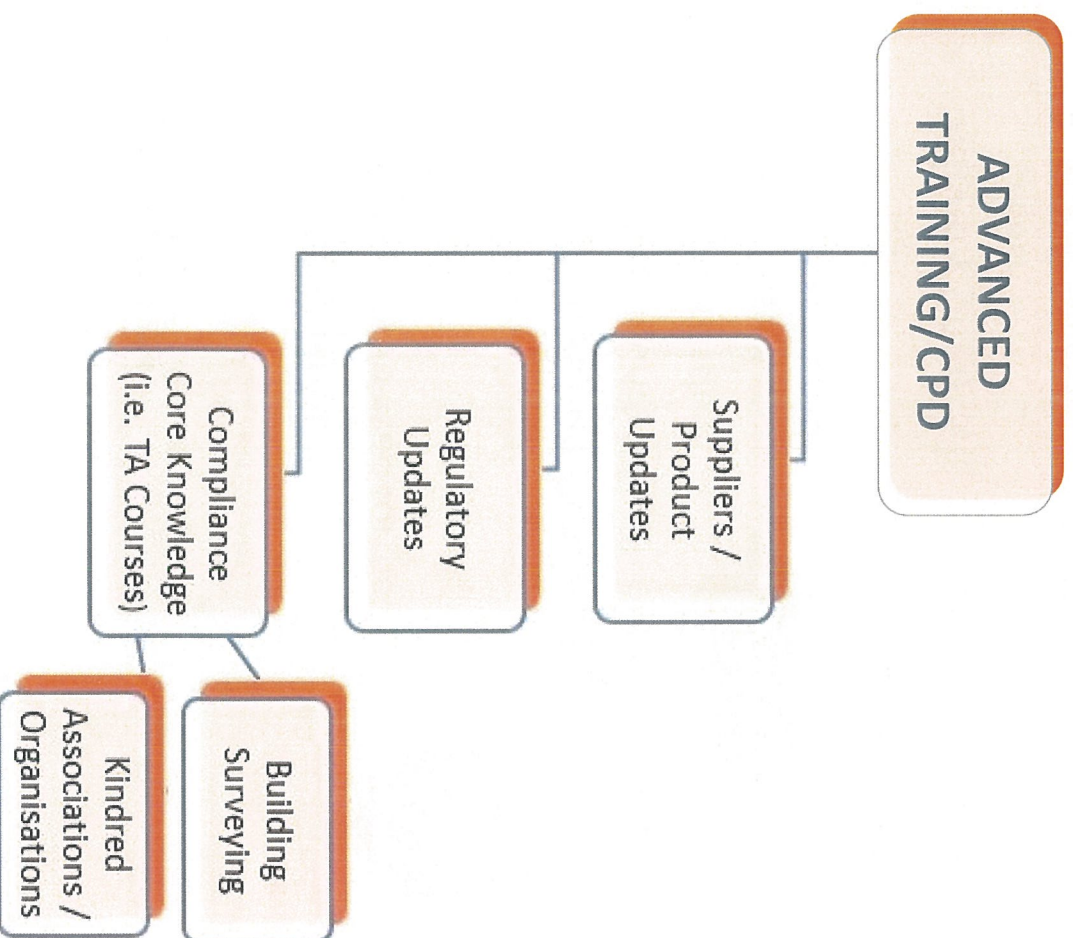 ADVANCED
TRAINING/CPD
Suppliers /
Product
Updates
Regulatory
Updates
Compliance
Core Knowledge
(i.e. TA Courses)
Building
Surveying
Kindred
Associations /
Organisations